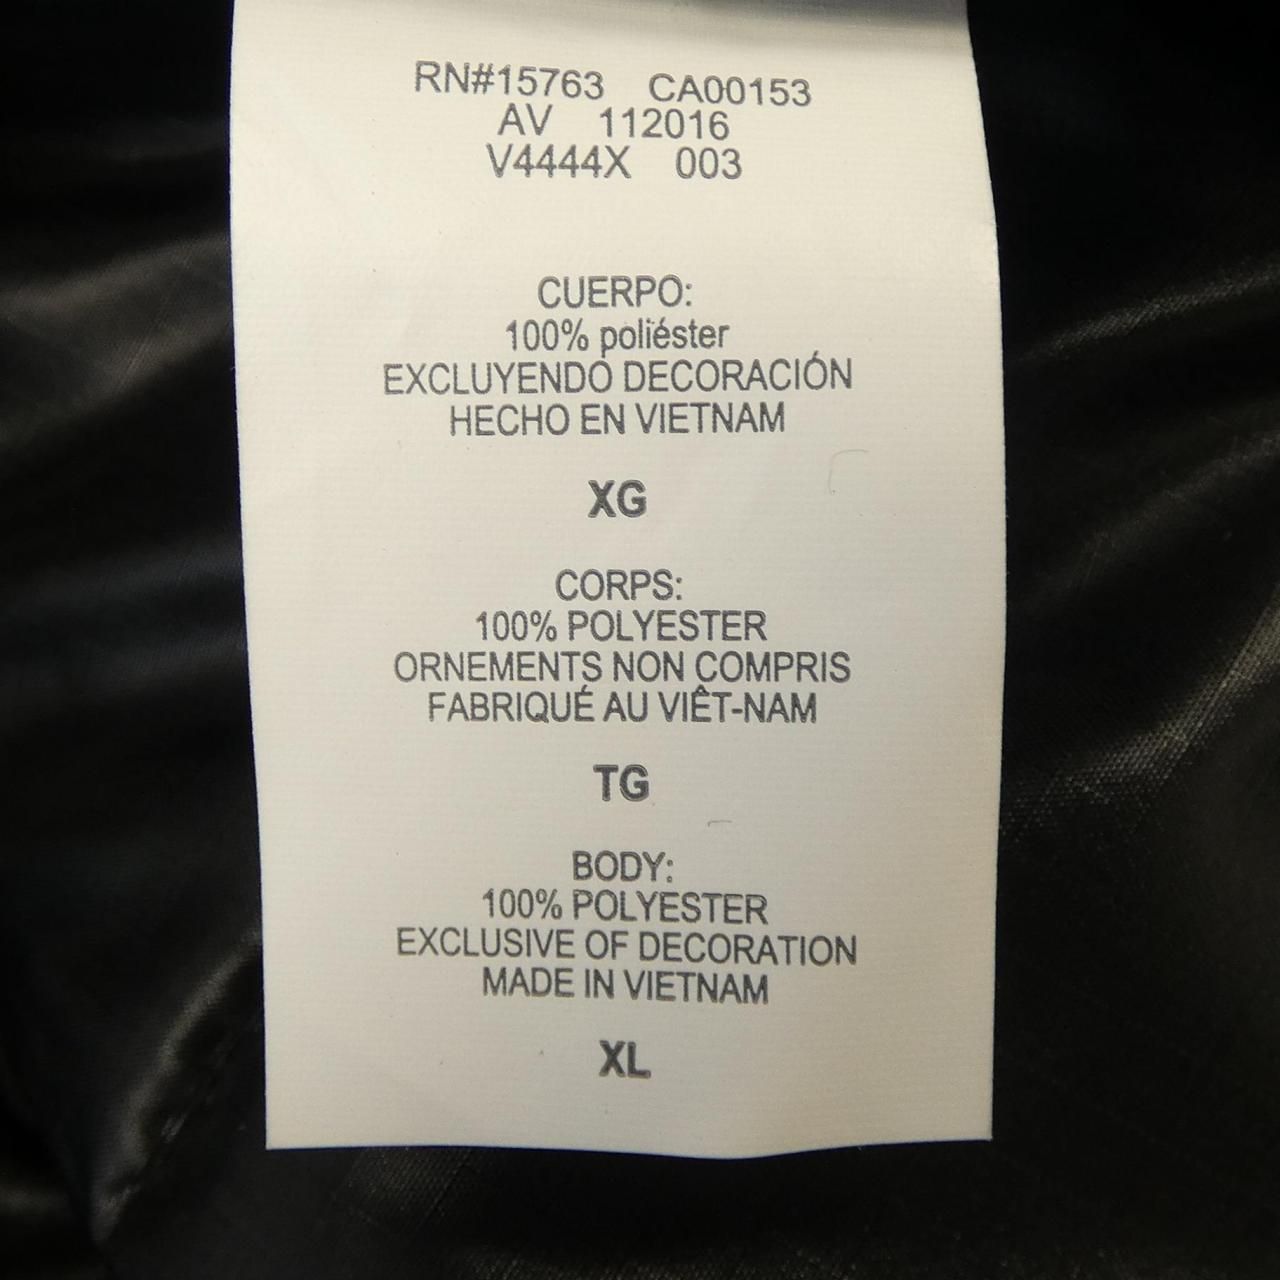 RN#15763 CA00153
AV 112016
V4444X 003
CUERPO:
100% poliéster
EXCLUYENDO DECORACIÓN
HECHO EN VIETNAM
XG
CORPS:
100% POLYESTER
ORNEMENTS NON COMPRIS
FABRIQUÉ AU VIÊT-NAM
TG
BODY:
100% POLYESTER
EXCLUSIVE OF DECORATION
MADE IN VIETNAM
XL